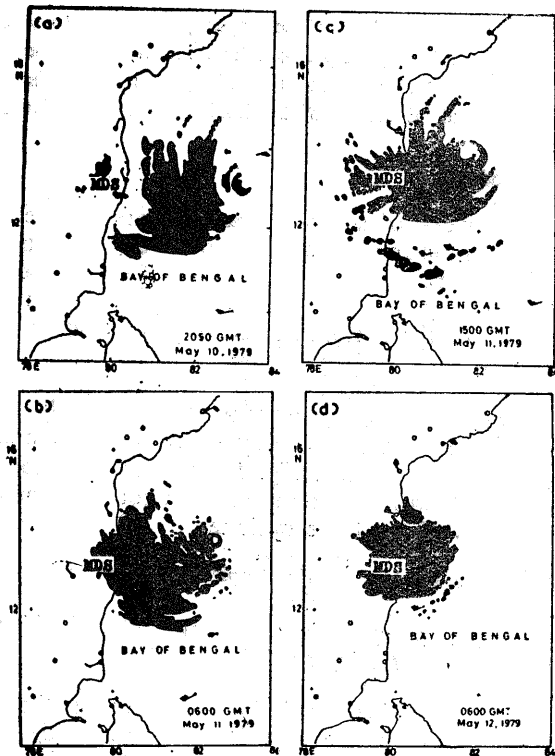 (a)
16
N
MDS
12
BAY OF BENGAL
2050 GMT
May 10, 1979
78E
80
82
84
(c)
16
N
MDS
12
BAY OF BENGAL
1500 GMT
May 11, 1979
78E
80
82
84
(b)
16
N
MDS
12
BAY OF BENGAL
0600 GMT
May 11 1979
78E
80
82
84
(d)
16
N
MDS
12
BAY OF BENGAL
0600 GMT
May 12, 1979
78E
80
82
84